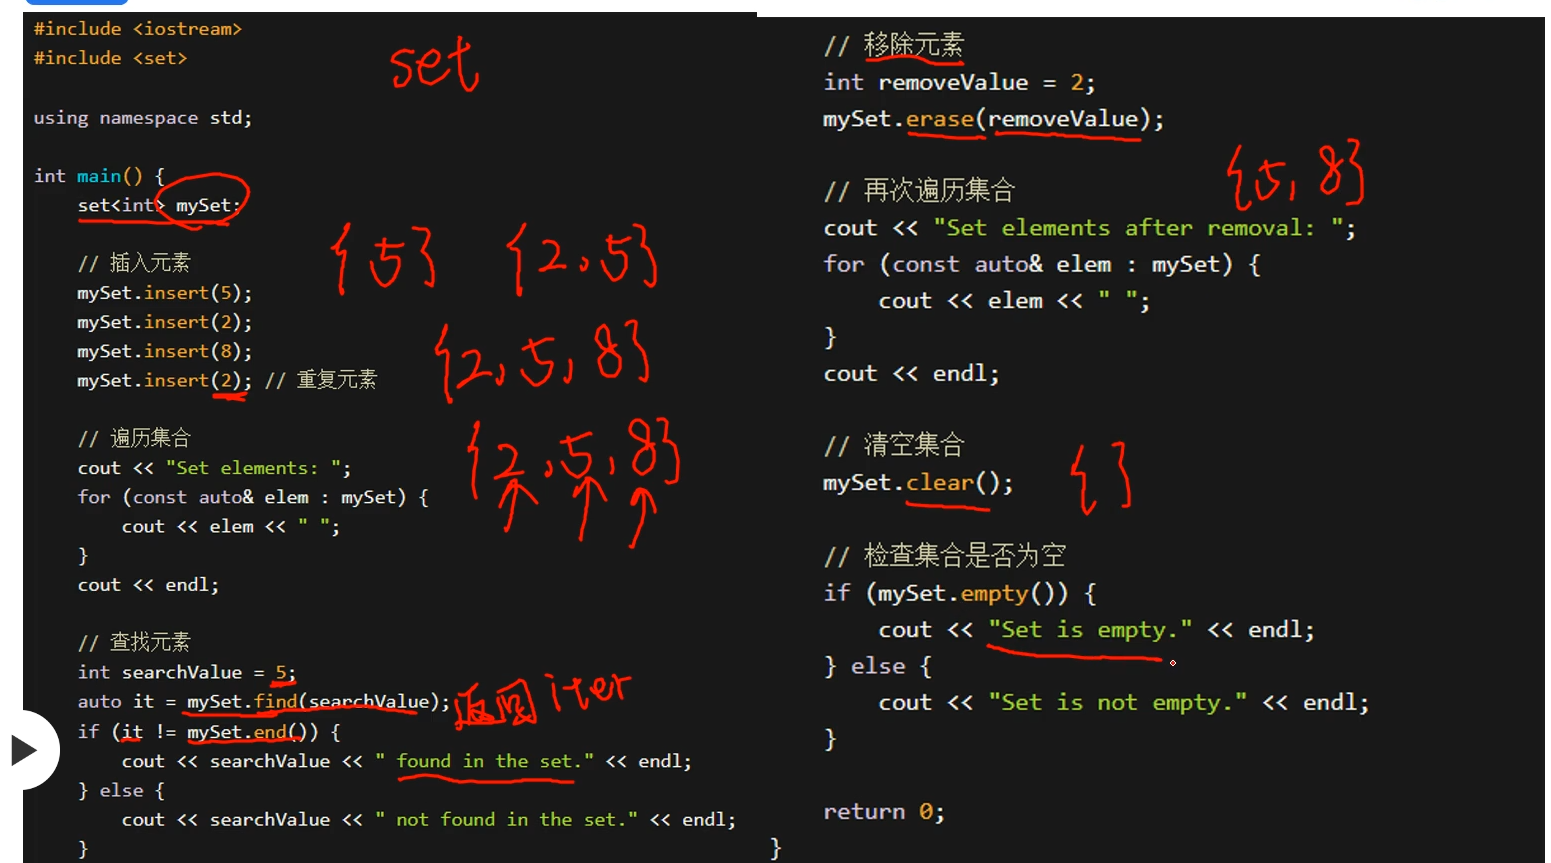 #include <iostream>
#include <set>
set
using namespace std;
int main() {
set<int> mySet;
// 插入元素
mySet.insert(5);
mySet.insert(2);
mySet.insert(8);
mySet.insert(2); // 重复元素
{5} {2,5}
{2,5,8}
{2,5,8}
// 遍历集合
cout << "Set elements: ";
for (const auto& elem : mySet) {
cout << elem << " ";
}
cout << endl;
// 查找元素
int searchValue = 5;
auto it = mySet.find(searchValue);
返回iter
if (it != mySet.end()) {
cout << searchValue << " found in the set." << endl;
} else {
cout << searchValue << " not found in the set." << endl;
}
// 移除元素
int removeValue = 2;
mySet.erase(removeValue);
{5,8}
// 再次遍历集合
cout << "Set elements after removal: ";
for (const auto& elem : mySet) {
cout << elem << " ";
}
cout << endl;
// 清空集合
mySet.clear();
{ }
// 检查集合是否为空
if (mySet.empty()) {
cout << "Set is empty." << endl;
} else {
cout << "Set is not empty." << endl;
}
return 0;
}